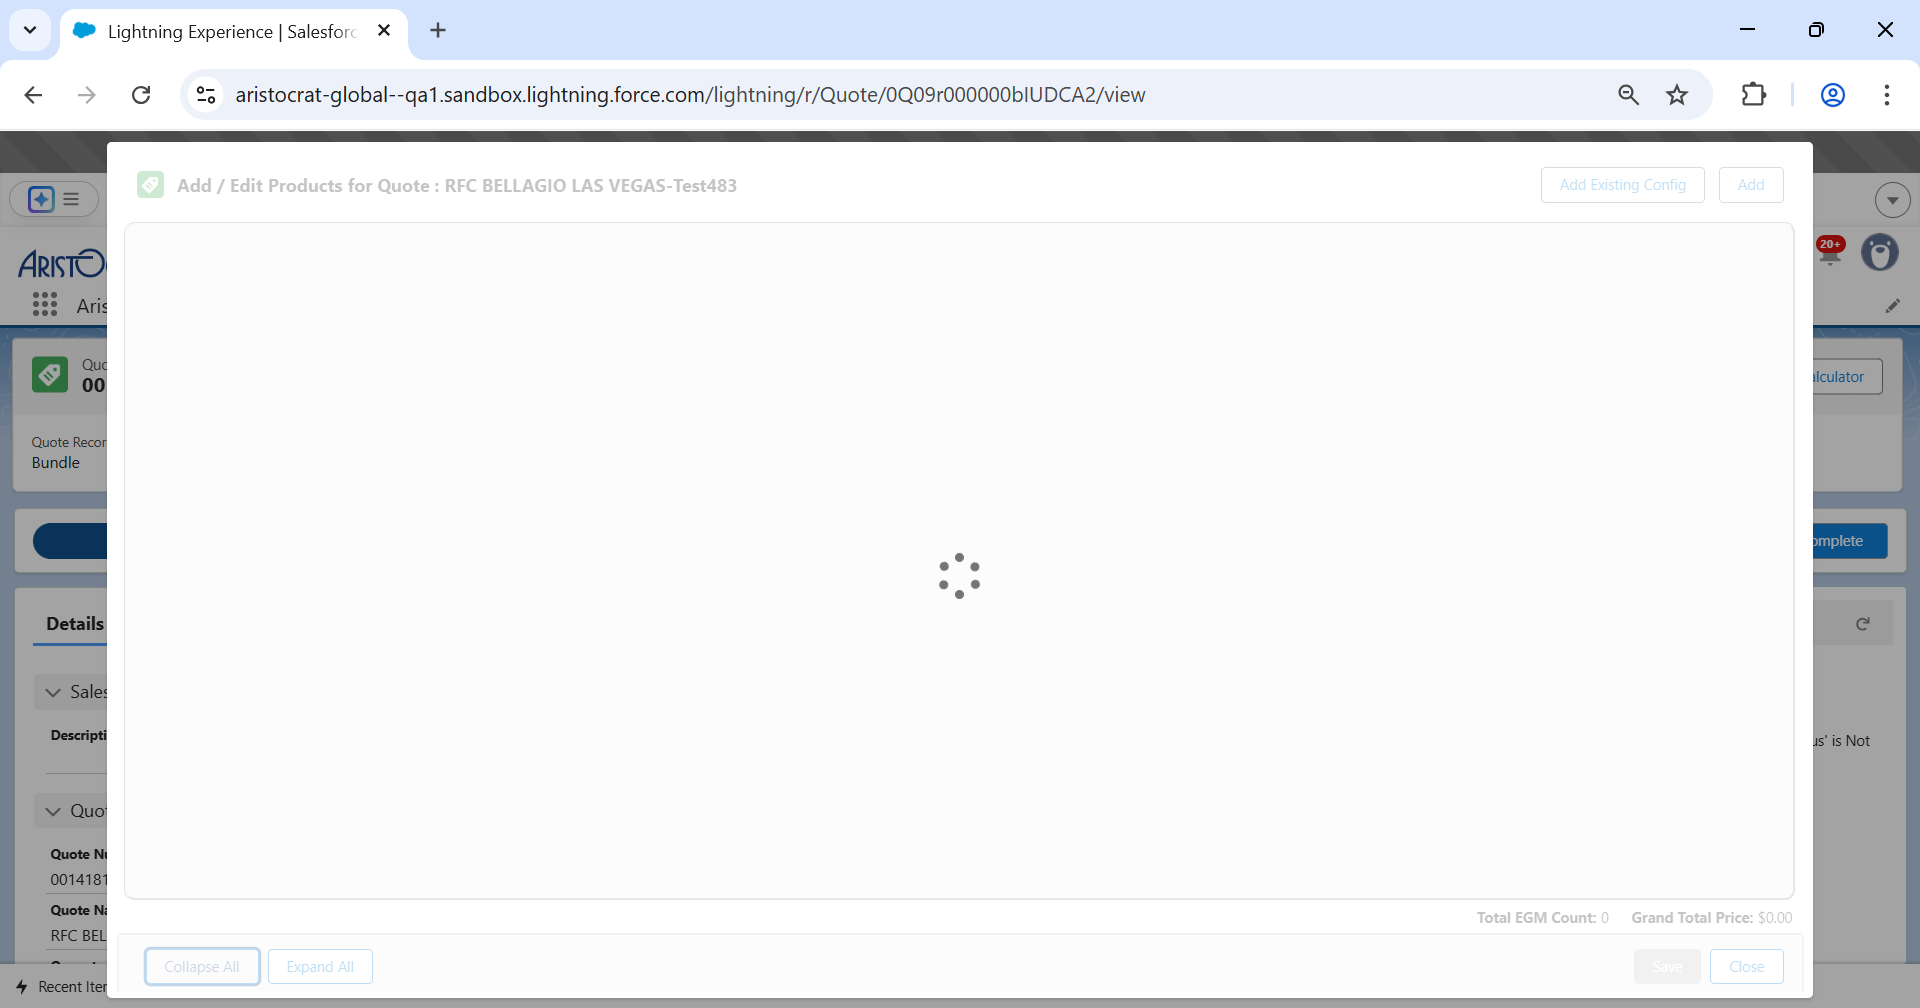 Lightning Experience | Salesforc
aristocrat-global--qa1.sandbox.lightning.force.com/lightning/r/Quote/0Q09r000000bIUDCA2/view
Add / Edit Products for Quote : RFC BELLAGIO LAS VEGAS-Test483
Add Existing Config
Add
20+
ARISTO
Aris
Quo
00
alculator
Quote Recor
Bundle
omplete
Details
Sales
Descripti
us' is Not
Quot
Quote Nu
0014181
Quote Na
RFC BEL
Total EGM Count: 0 Grand Total Price: $0.00
Collapse All
Expand All
Save
Close
Recent Iter